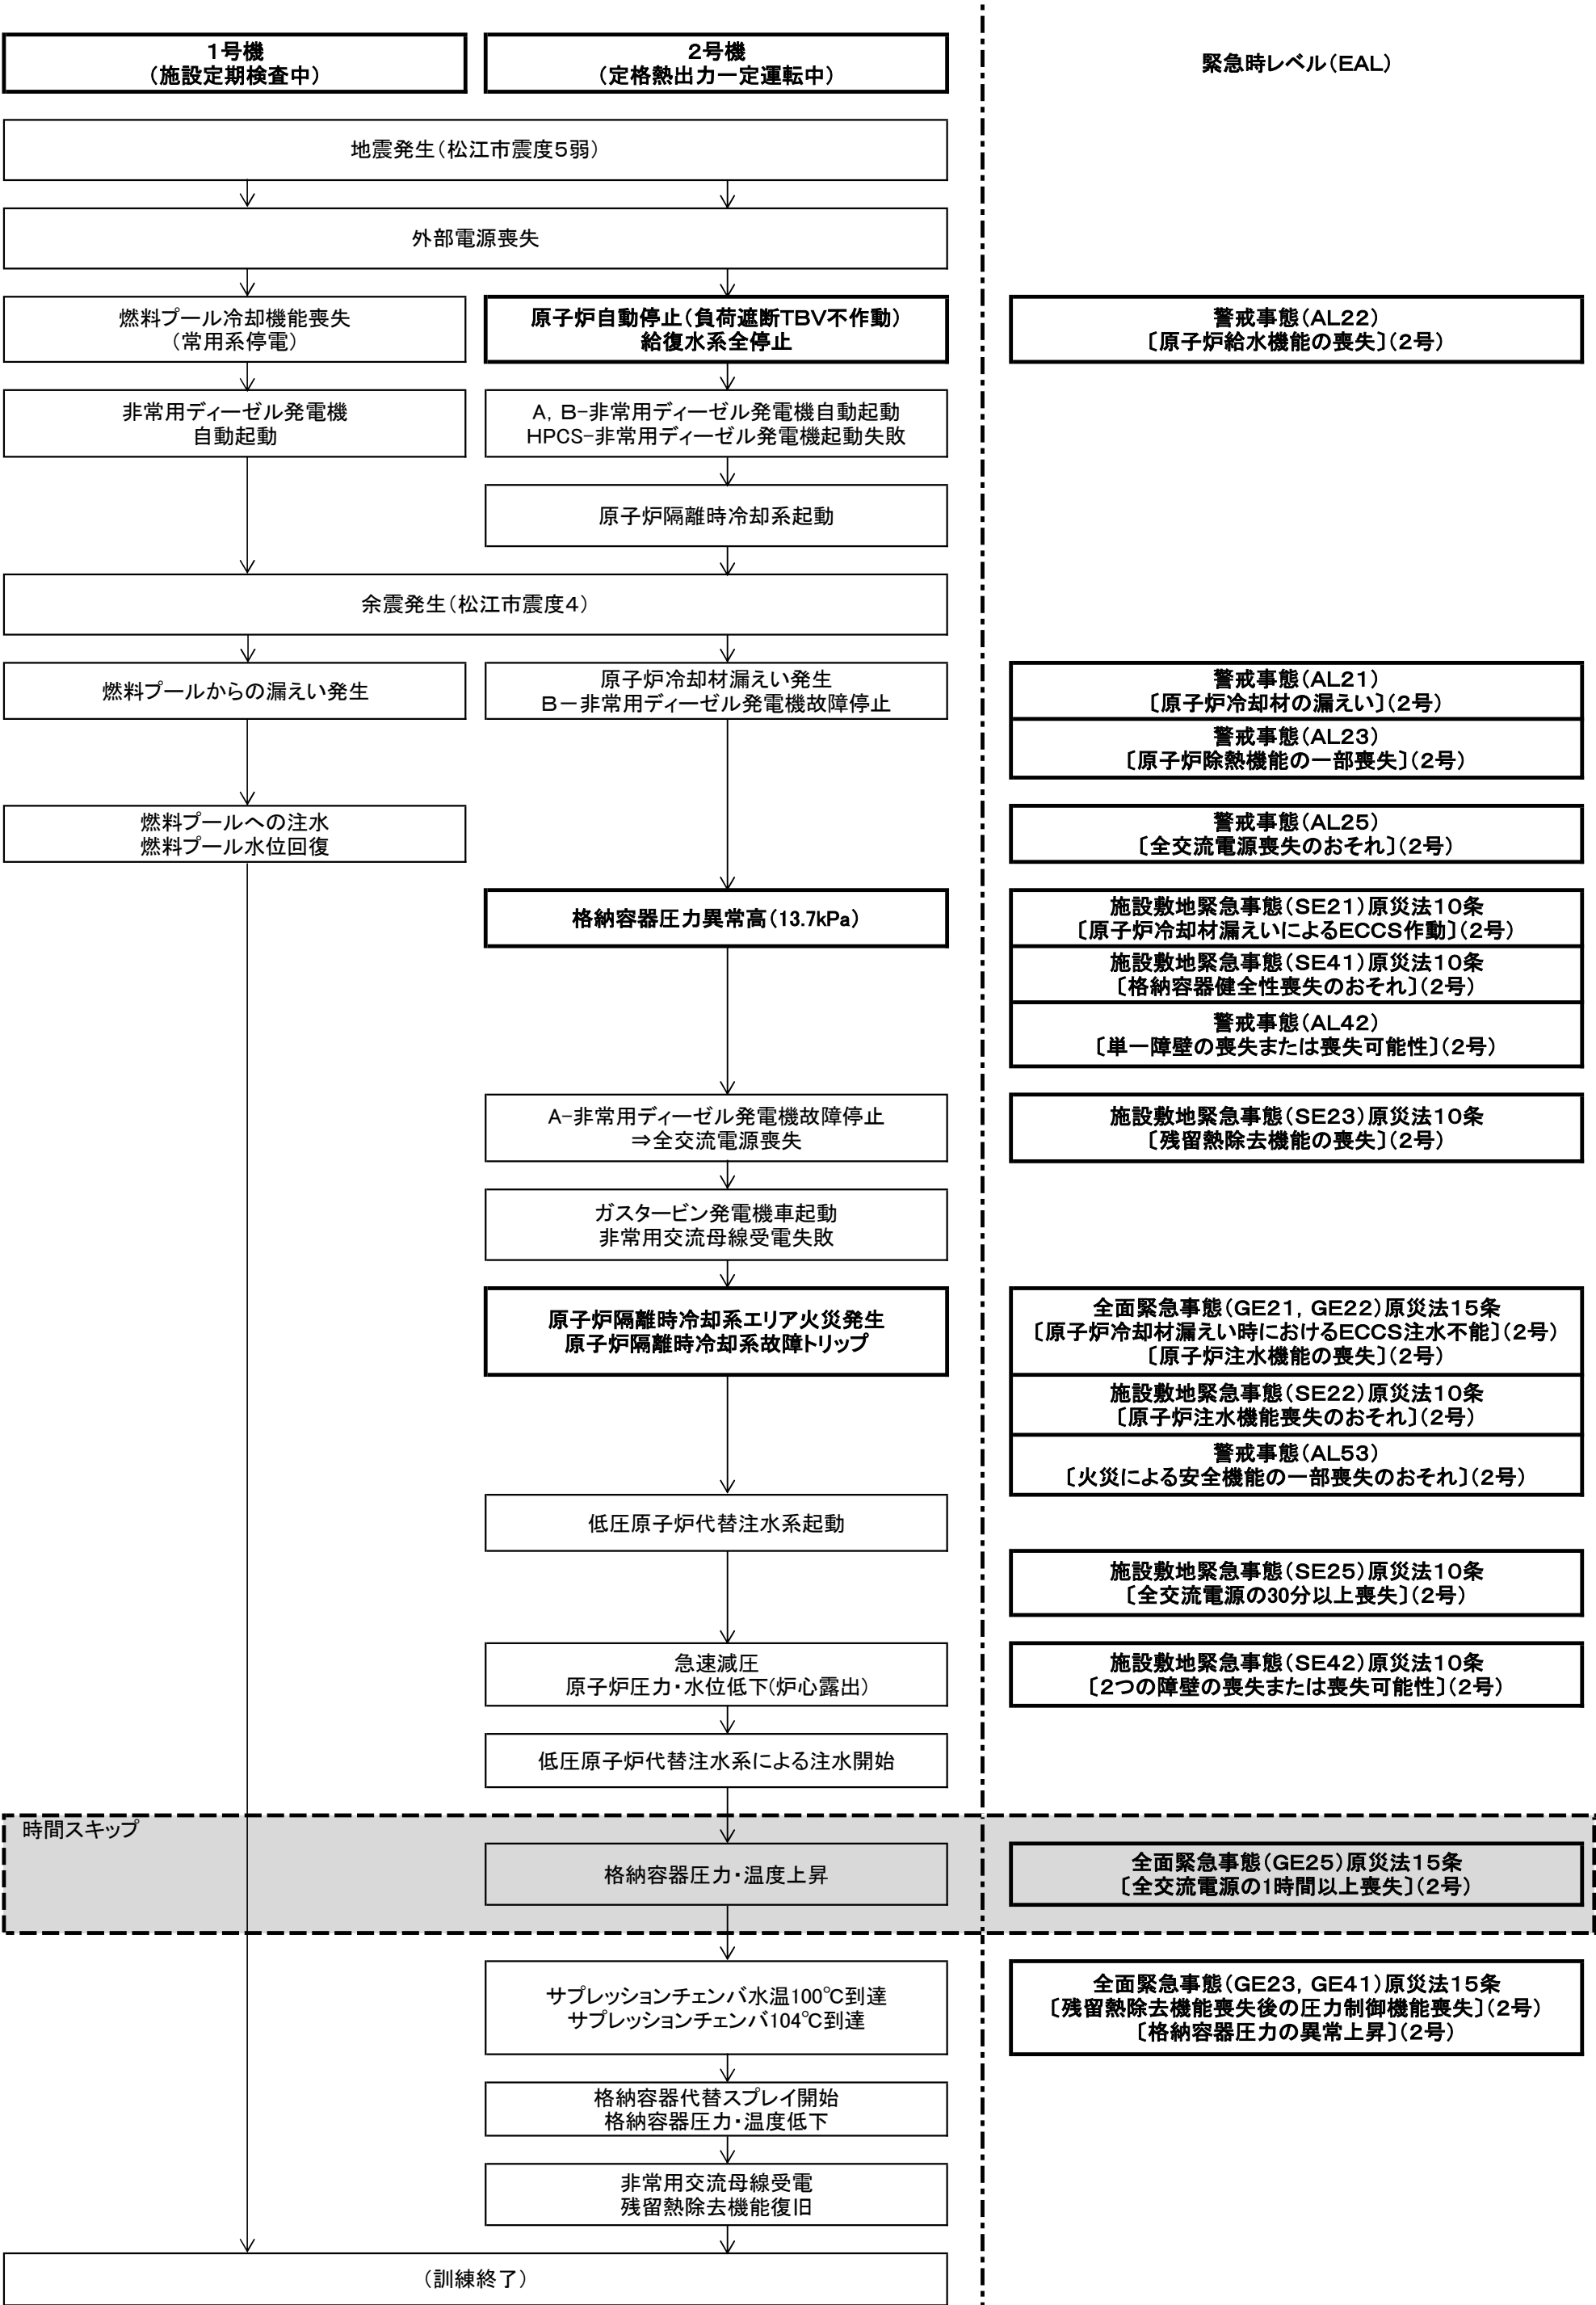 1号機
(施設定期検査中)
2号機
(定格熱出力一定運転中)
緊急時レベル(EAL)
地震発生(松江市震度5弱)
外部電源喪失
燃料プール冷却機能喪失
(常用系停電)
原子炉自動停止(負荷遮断TBV不作動)
給復水系全停止
警戒事態(AL22)
〔原子炉給水機能の喪失〕(2号)
非常用ディーゼル発電機
自動起動
A, B-非常用ディーゼル発電機自動起動
HPCS-非常用ディーゼル発電機起動失敗
原子炉隔離時冷却系起動
余震発生(松江市震度4)
燃料プールからの漏えい発生
原子炉冷却材漏えい発生
B-非常用ディーゼル発電機故障停止
警戒事態(AL21)
〔原子炉冷却材の漏えい〕(2号)
警戒事態(AL23)
〔原子炉除熱機能の一部喪失〕(2号)
燃料プールへの注水
燃料プール水位回復
警戒事態(AL25)
〔全交流電源喪失のおそれ〕(2号)
格納容器圧力異常高(13.7kPa)
施設敷地緊急事態(SE21)原災法10条
〔原子炉冷却材漏えいによるECCS作動〕(2号)
施設敷地緊急事態(SE41)原災法10条
〔格納容器健全性喪失のおそれ〕(2号)
警戒事態(AL42)
〔単一障壁の喪失または喪失可能性〕(2号)
A-非常用ディーゼル発電機故障停止
⇒全交流電源喪失
施設敷地緊急事態(SE23)原災法10条
〔残留熱除去機能の喪失〕(2号)
ガスタービン発電機車起動
非常用交流母線受電失敗
原子炉隔離時冷却系エリア火災発生
原子炉隔離時冷却系故障トリップ
全面緊急事態(GE21, GE22)原災法15条
〔原子炉冷却材漏えい時におけるECCS注水不能〕(2号)
〔原子炉注水機能の喪失〕(2号)
施設敷地緊急事態(SE22)原災法10条
〔原子炉注水機能喪失のおそれ〕(2号)
警戒事態(AL53)
〔火災による安全機能の一部喪失のおそれ〕(2号)
低圧原子炉代替注水系起動
施設敷地緊急事態(SE25)原災法10条
〔全交流電源の30分以上喪失〕(2号)
急速減圧
原子炉圧力・水位低下(炉心露出)
施設敷地緊急事態(SE42)原災法10条
〔2つの障壁の喪失または喪失可能性〕(2号)
低圧原子炉代替注水系による注水開始
時間スキップ
格納容器圧力・温度上昇
全面緊急事態(GE25)原災法15条
〔全交流電源の1時間以上喪失〕(2号)
サプレッションチェンバ水温100℃到達
サプレッションチェンバ104℃到達
全面緊急事態(GE23, GE41)原災法15条
〔残留熱除去機能喪失後の圧力制御機能喪失〕(2号)
〔格納容器圧力の異常上昇〕(2号)
格納容器代替スプレイ開始
格納容器圧力・温度低下
非常用交流母線受電
残留熱除去機能復旧
(訓練終了)